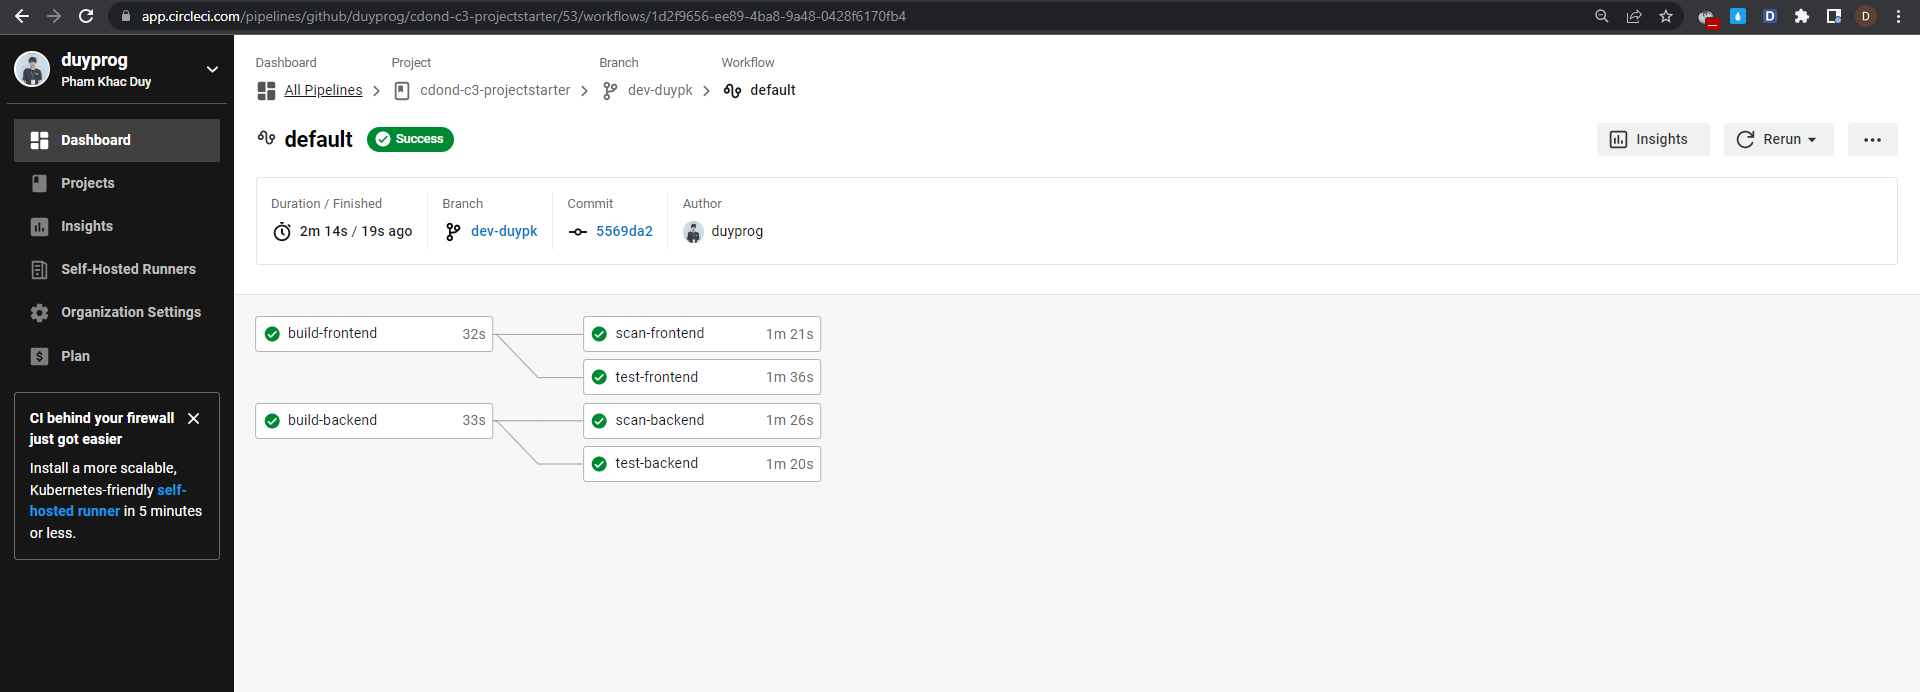 app.circleci.com/pipelines/github/duyprog/cdond-c3-projectstarter/53/workflows/1d2f9656-ee89-4ba8-9a48-0428f6170fb4
D
D
duyprog
Pham Khac Duy
Dashboard
Projects
Insights
Self-Hosted Runners
Organization Settings
Plan
CI behind your firewall
just got easier
Install a more scalable,
Kubernetes-friendly self-
hosted runner in 5 minutes
or less.
Dashboard Project Branch Workflow
All Pipelines cdond-c3-projectstarter dev-duypk default
default Success
Insights Rerun
Duration / Finished Branch Commit Author
2m 14s / 19s ago dev-duypk 5569da2 duyprog
build-frontend 32s scan-frontend 1m 21s
test-frontend 1m 36s
build-backend 33s scan-backend 1m 26s
test-backend 1m 20s